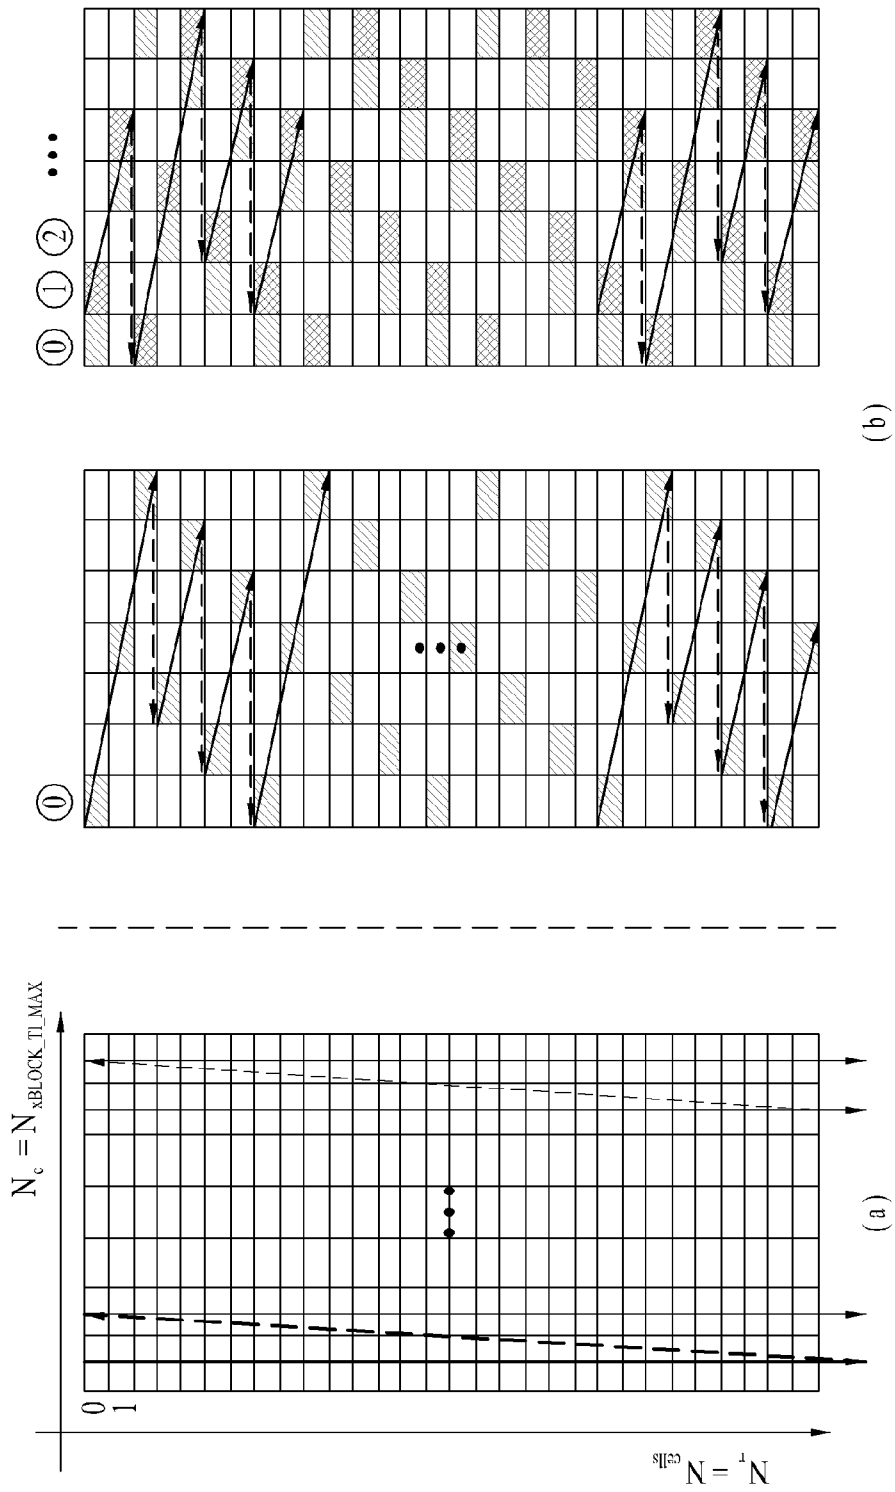 N_c = N_xBLOCK_TI_MAX
0
1
N_r = N_cells
(a)
0
0 1 2 •••
(b)